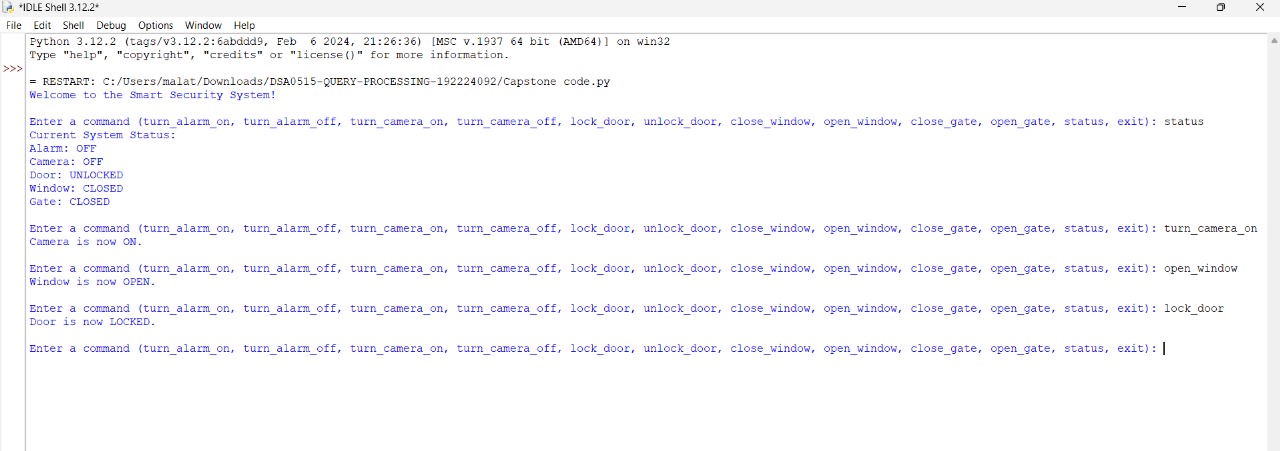 *IDLE Shell 3.12.2*
File Edit Shell Debug Options Window Help
Python 3.12.2 (tags/v3.12.2:6abddd9, Feb  6 2024, 21:26:36) [MSC v.1937 64 bit (AMD64)] on win32
Type "help", "copyright", "credits" or "license()" for more information.
>>>
= RESTART: C:/Users/malat/Downloads/DSA0515-QUERY-PROCESSING-192224092/Capstone code.py
Welcome to the Smart Security System!
Enter a command (turn_alarm_on, turn_alarm_off, turn_camera_on, turn_camera_off, lock_door, unlock_door, close_window, open_window, close_gate, open_gate, status, exit): status
Current System Status:
Alarm: OFF
Camera: OFF
Door: UNLOCKED
Window: CLOSED
Gate: CLOSED
Enter a command (turn_alarm_on, turn_alarm_off, turn_camera_on, turn_camera_off, lock_door, unlock_door, close_window, open_window, close_gate, open_gate, status, exit): turn_camera_on
Camera is now ON.
Enter a command (turn_alarm_on, turn_alarm_off, turn_camera_on, turn_camera_off, lock_door, unlock_door, close_window, open_window, close_gate, open_gate, status, exit): open_window
Window is now OPEN.
Enter a command (turn_alarm_on, turn_alarm_off, turn_camera_on, turn_camera_off, lock_door, unlock_door, close_window, open_window, close_gate, open_gate, status, exit): lock_door
Door is now LOCKED.
Enter a command (turn_alarm_on, turn_alarm_off, turn_camera_on, turn_camera_off, lock_door, unlock_door, close_window, open_window, close_gate, open_gate, status, exit):